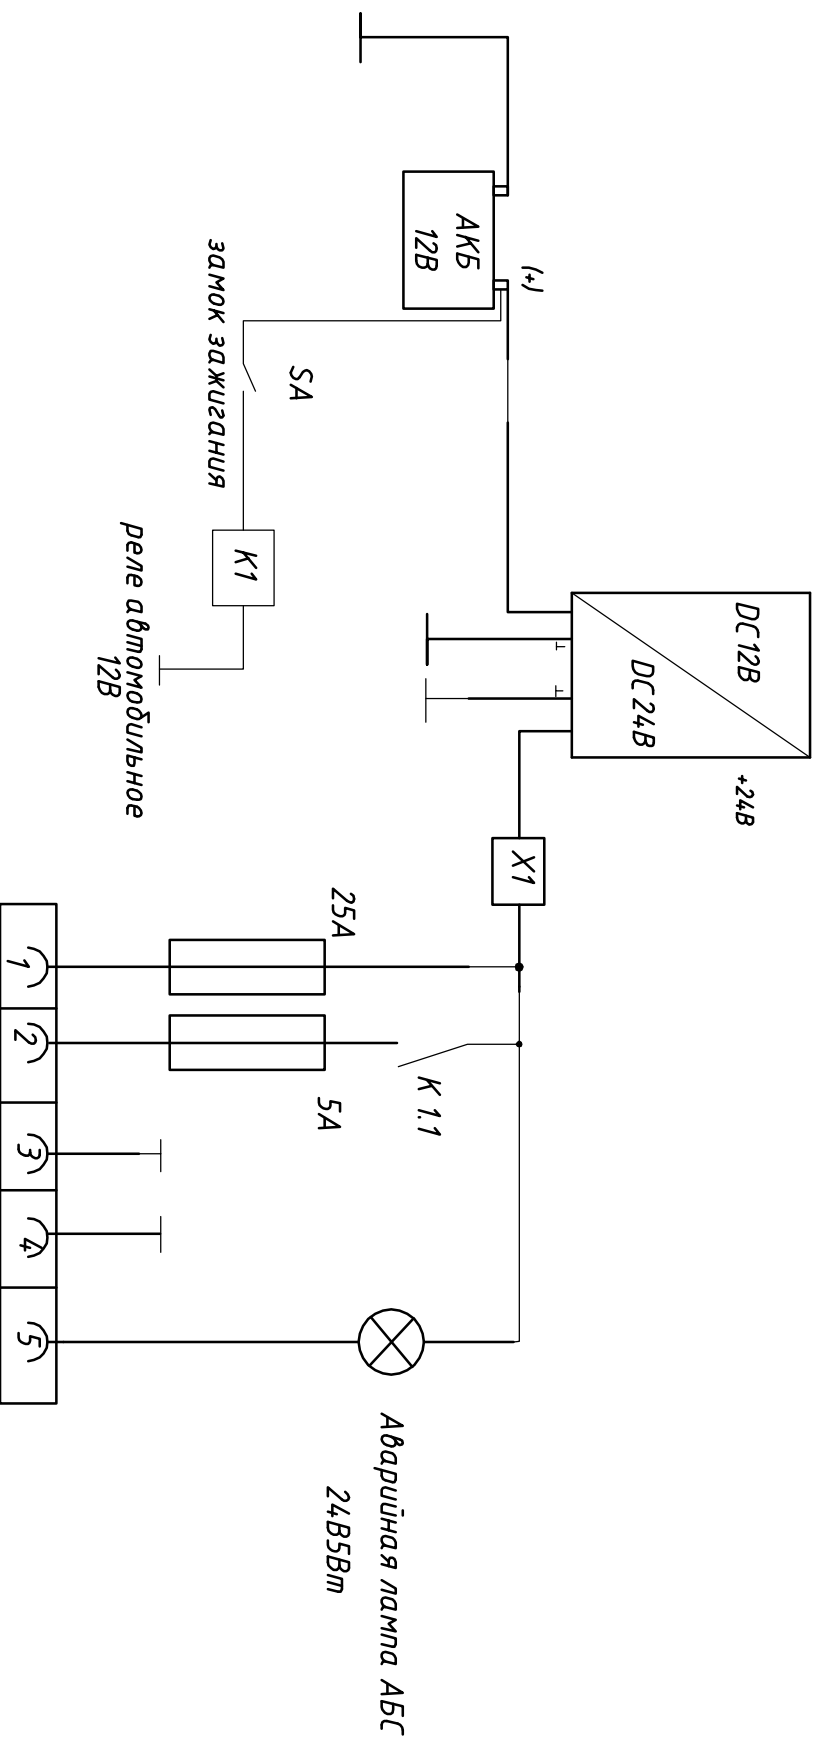 (+)
АКБ
12В
SA
замок зажигания
К1
реле автомобильное
12В
DC12В
DC24В
+24В
X1
25А
К 1.1
5А
1
2
3
4
5
Аварийная лампа АБС
24В5Вт